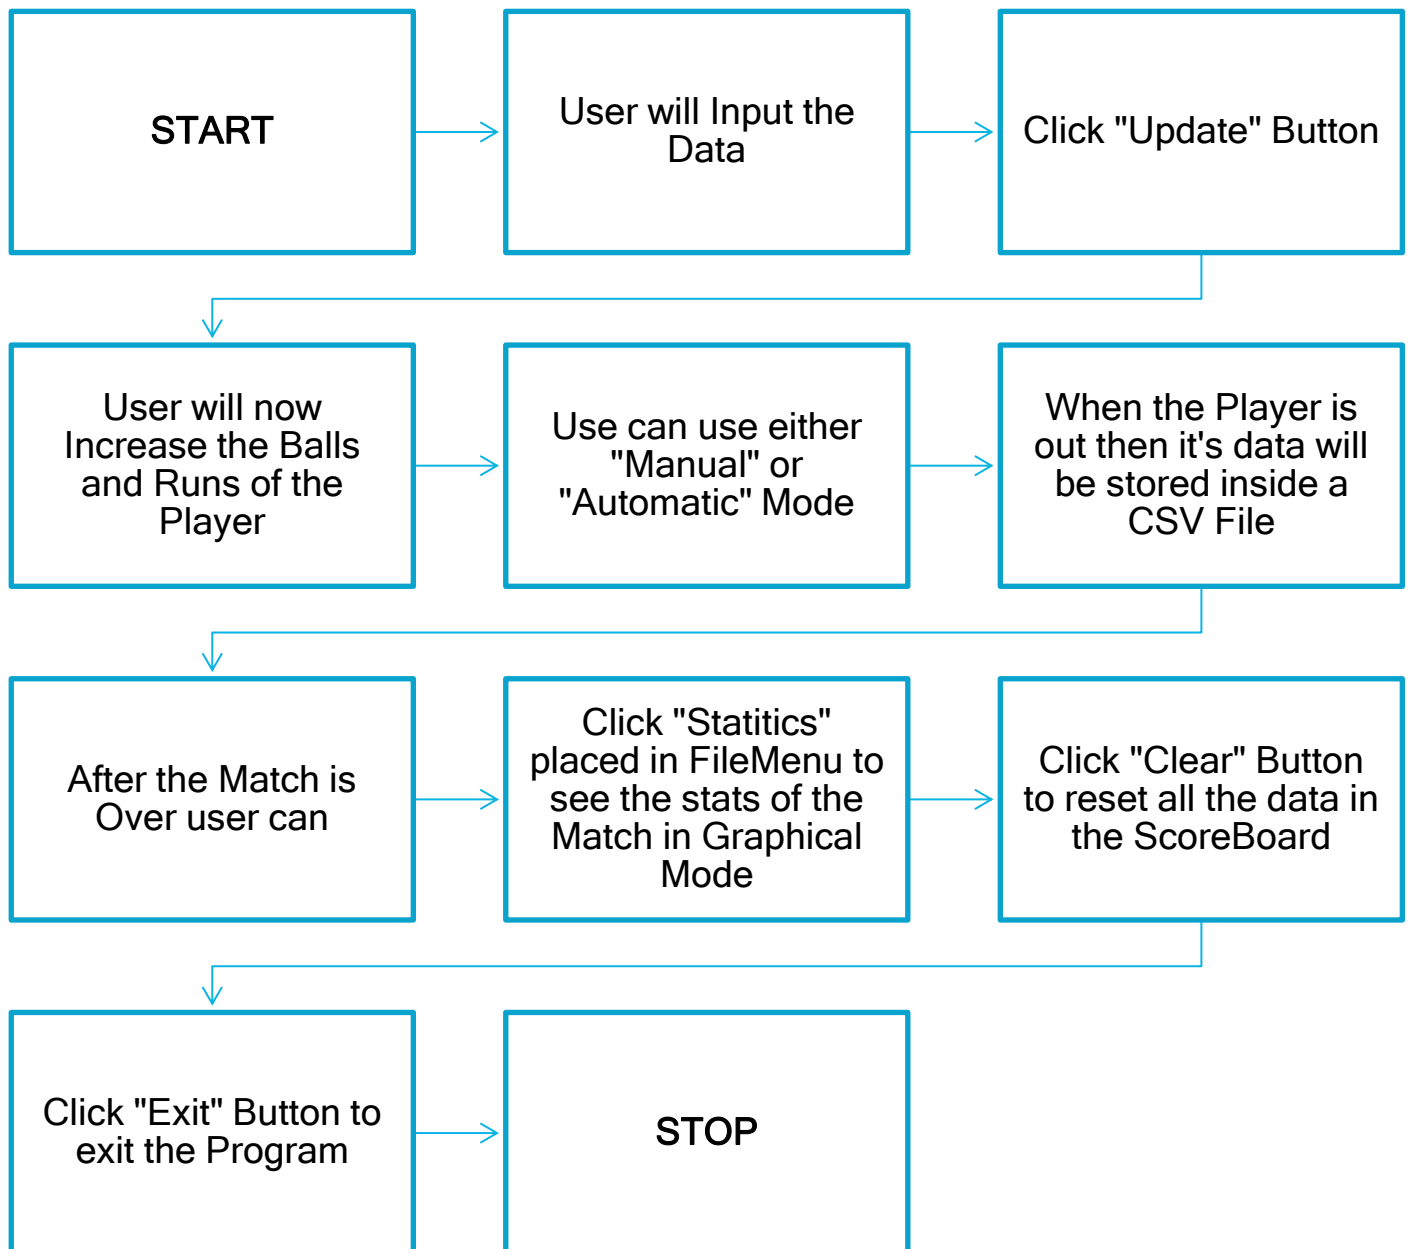 START
User will Input the
Data
Click "Update" Button
User will now
Increase the Balls
and Runs of the
Player
Use can use either
"Manual" or
"Automatic" Mode
When the Player is
out then it's data will
be stored inside a
CSV File
After the Match is
Over user can
Click "Statitics"
placed in FileMenu to
see the stats of the
Match in Graphical
Mode
Click "Clear" Button
to reset all the data in
the ScoreBoard
Click "Exit" Button to
exit the Program
STOP